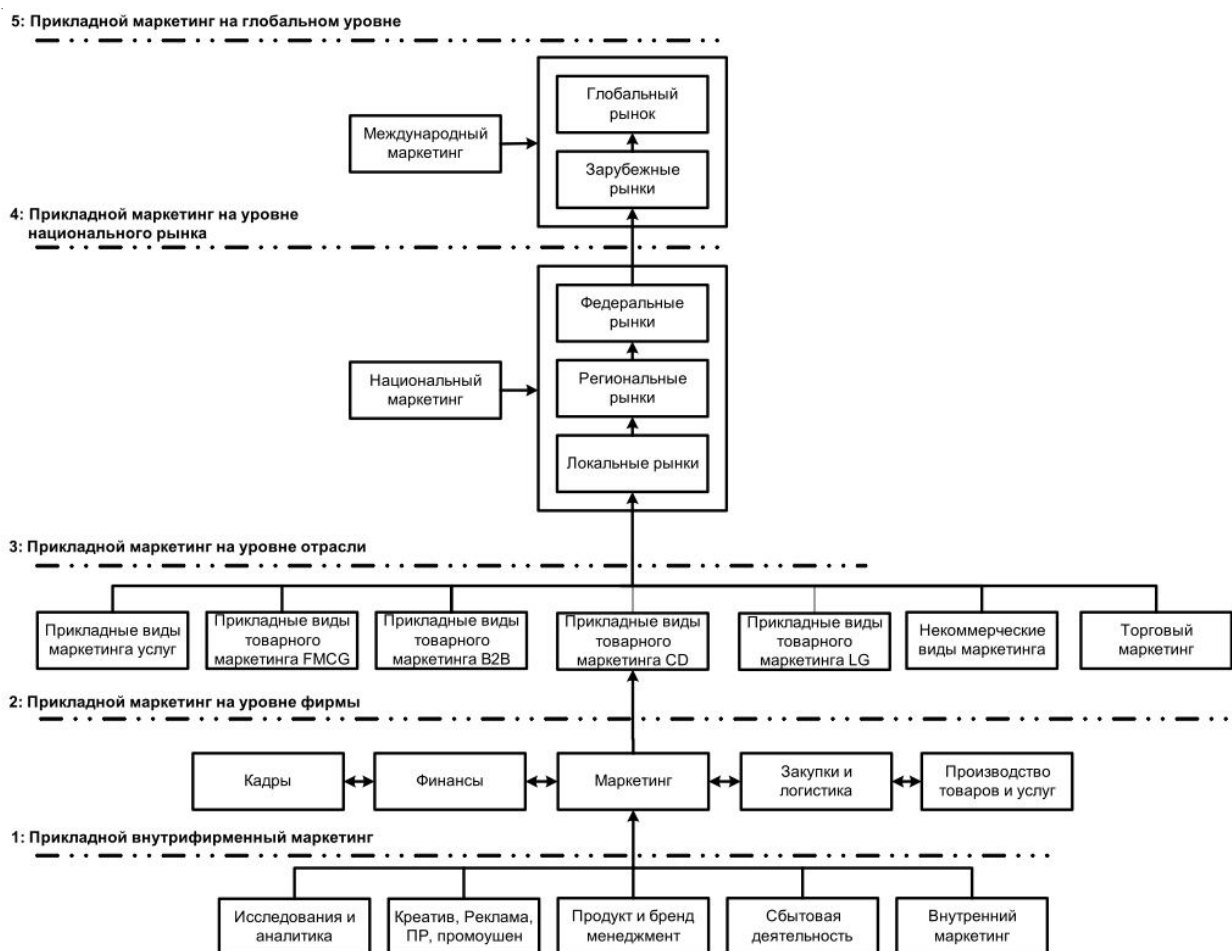 5: Прикладной маркетинг на глобальном уровне
Глобальный
рынок
Международный
маркетинг
Зарубежные
рынки
4: Прикладной маркетинг на уровне
национального рынка
Федеральные
рынки
Национальный
маркетинг
Региональные
рынки
Локальные рынки
3: Прикладной маркетинг на уровне отрасли
Прикладные виды
маркетинга услуг
Прикладные виды
товарного
маркетинга FMCG
Прикладные виды
товарного
маркетинга B2B
Прикладные виды
товарного
маркетинга CD
Прикладные виды
товарного
маркетинга LG
Некоммерческие
виды маркетинга
Торговый
маркетинг
2: Прикладной маркетинг на уровне фирмы
Кадры
Финансы
Маркетинг
Закупки и
логистика
Производство
товаров и услуг
1: Прикладной внутрифирменный маркетинг
Исследования и
аналитика
Креатив, Реклама,
ПР, промоушен
Продукт и бренд
менеджмент
Сбытовая
деятельность
Внутренний
маркетинг